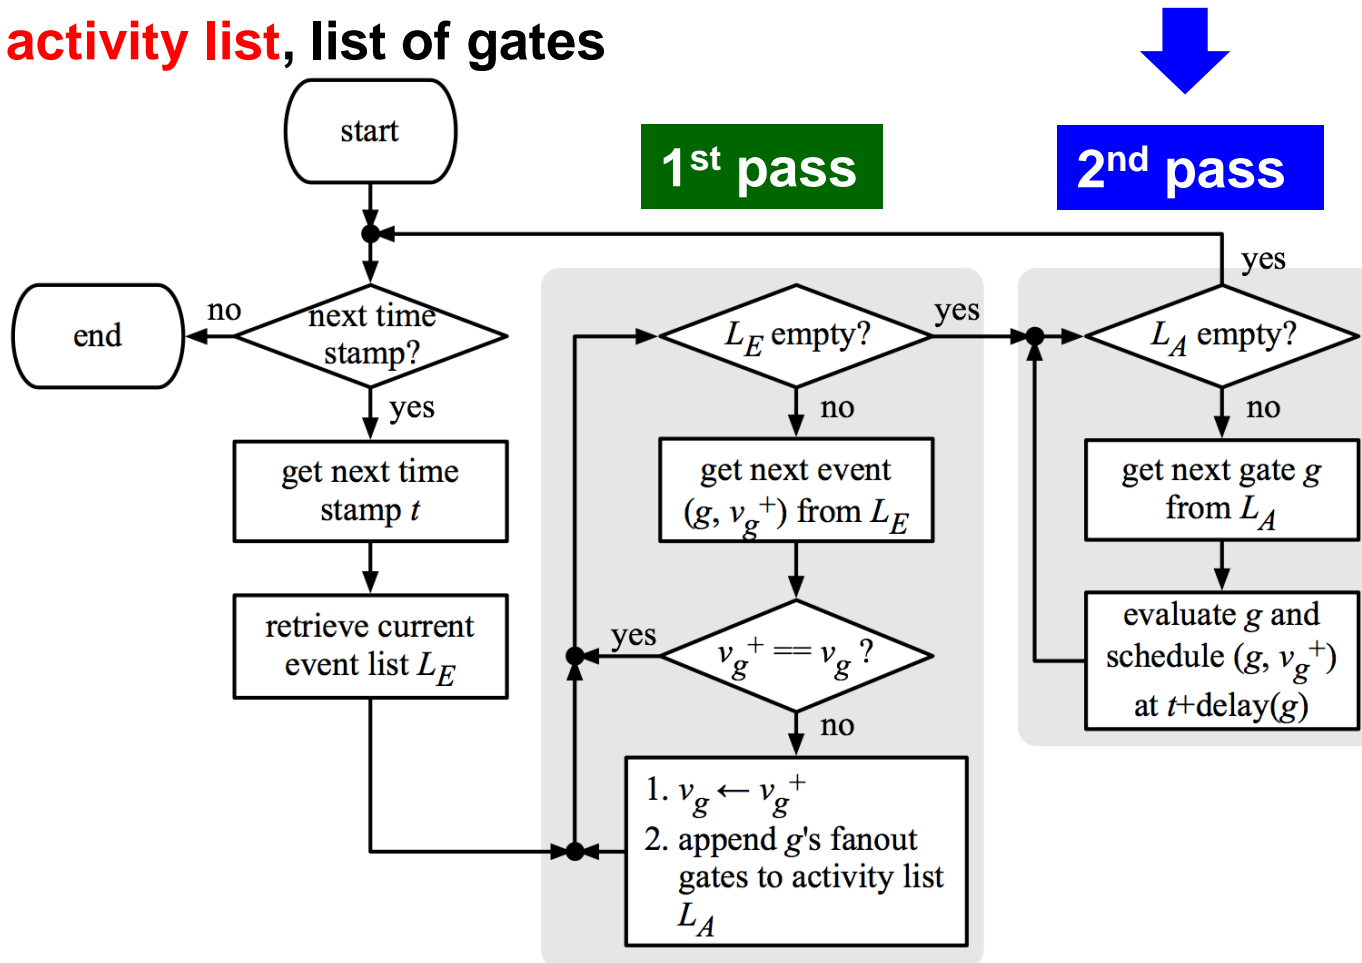 activity list, list of gates
start
1st pass
2nd pass
yes
no
next time
stamp?
end
yes
get next time
stamp t
retrieve current
event list L_E
L_E empty?
yes
no
get next event
(g, v_g^+) from L_E
yes
v_g^+ == v_g ?
no
1. v_g ← v_g^+
2. append g's fanout
gates to activity list
L_A
L_A empty?
no
get next gate g
from L_A
evaluate g and
schedule (g, v_g^+)
at t+delay(g)